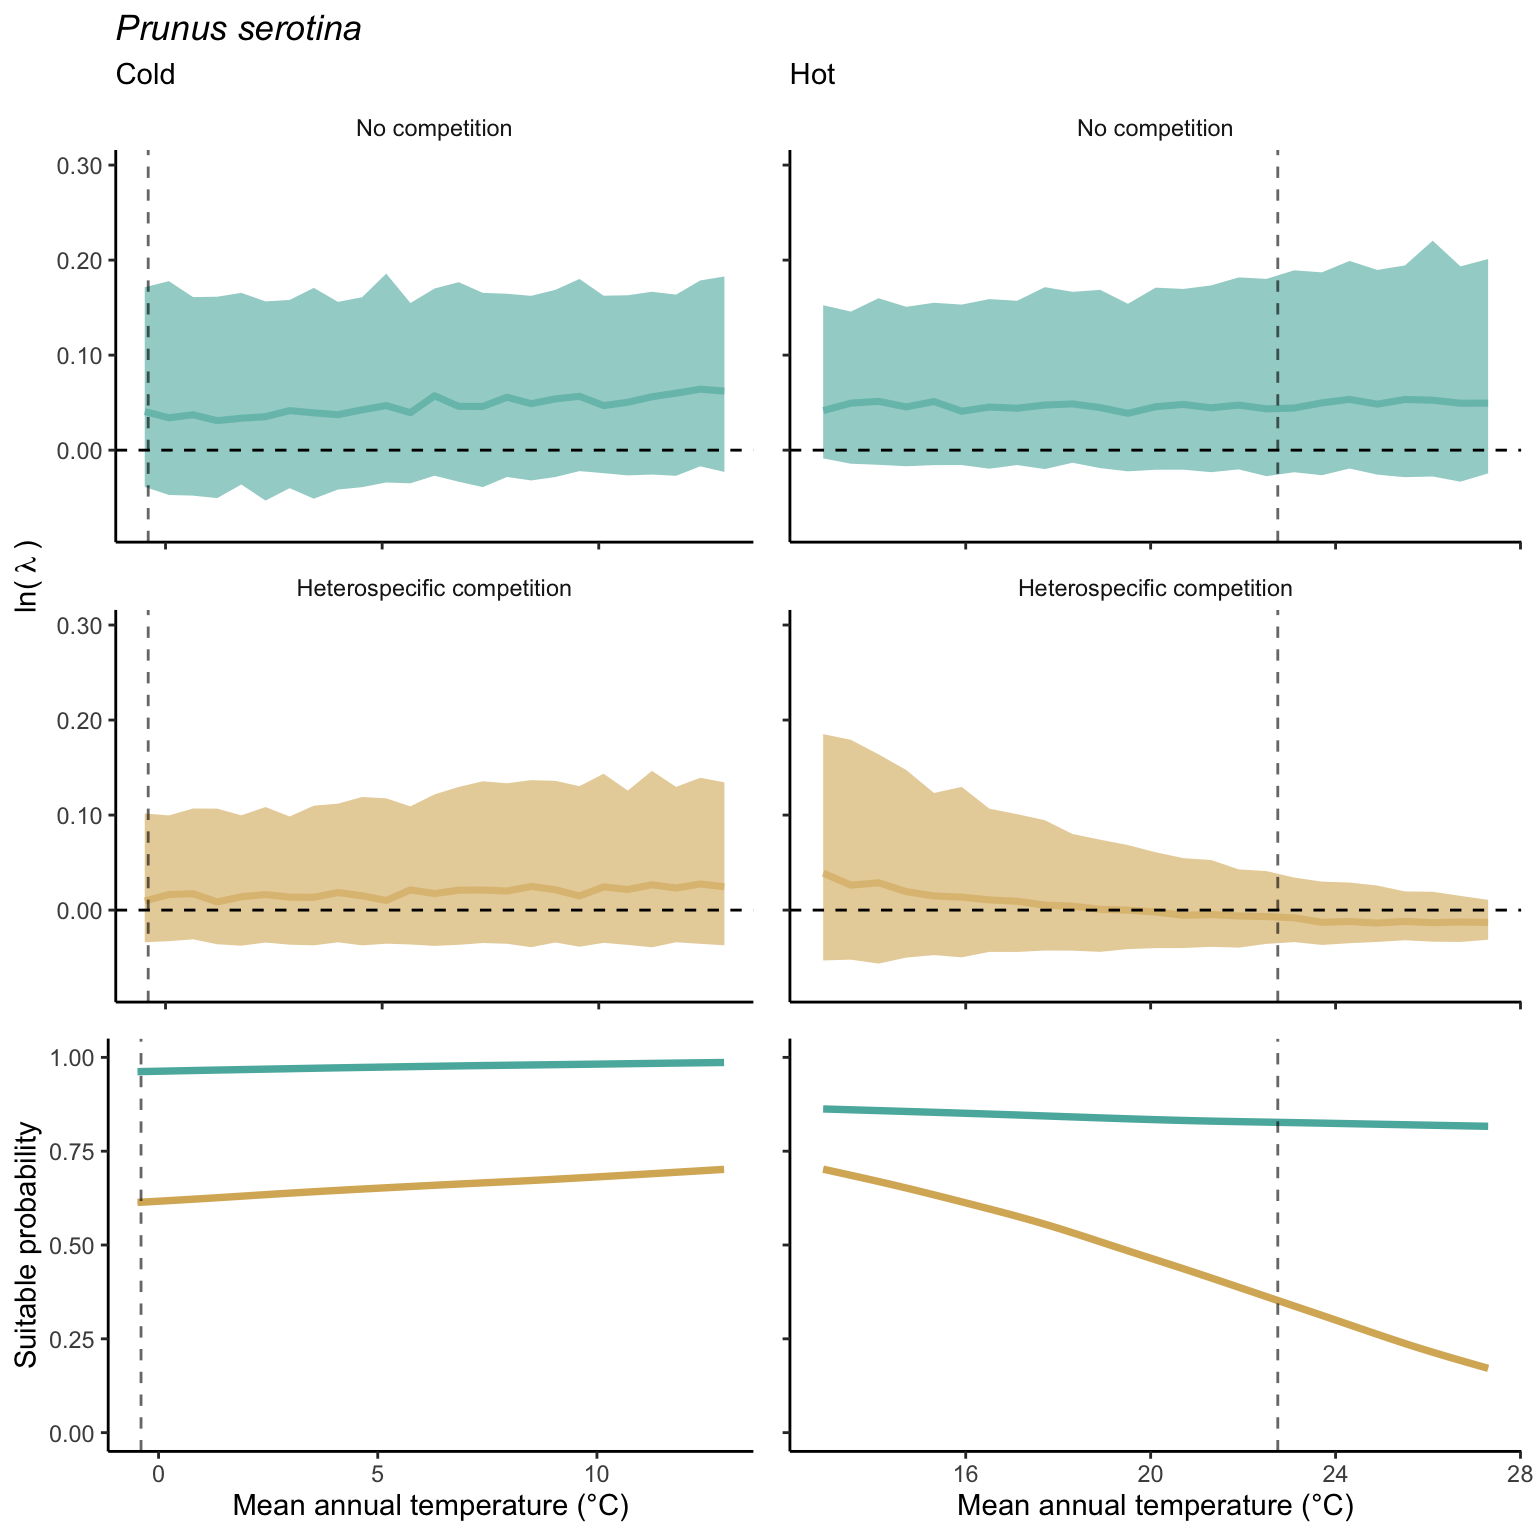 Prunus serotina
Cold
Hot
No competition
No competition
0.30
0.20
0.10
0.00
ln( λ )
Heterospecific competition
Heterospecific competition
0.30
0.20
0.10
0.00
1.00
0.75
0.50
0.25
0.00
Suitable probability
0 5 10
16 20 24 28
Mean annual temperature (°C)
Mean annual temperature (°C)